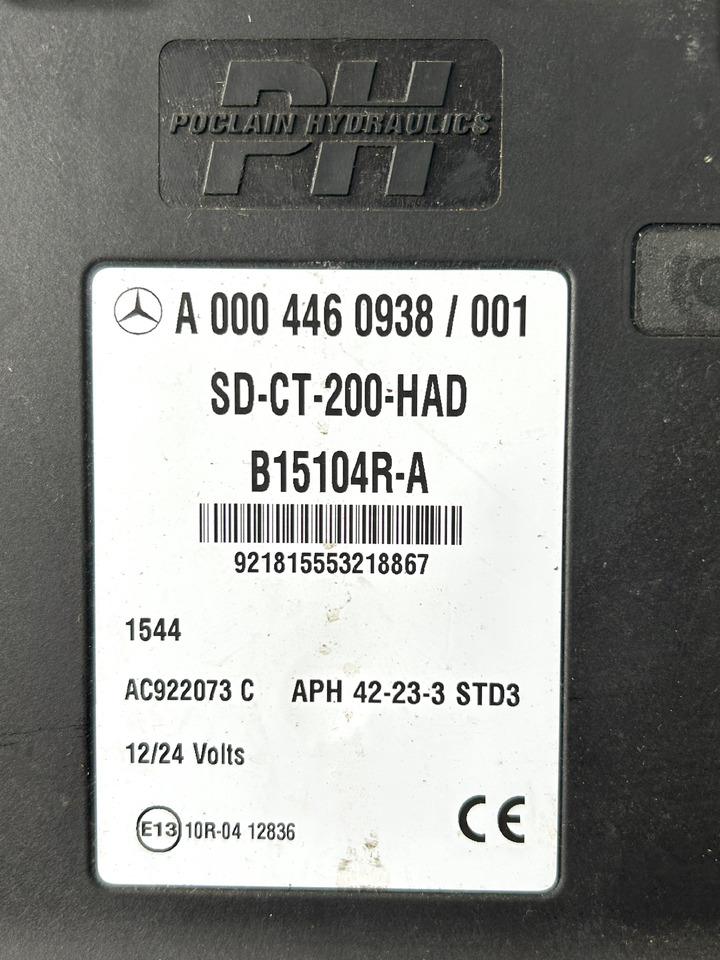 PH
POCLAIN HYDRAULICS
A 000 446 0938 / 001
SD-CT-200-HAD
B15104R-A
921815553218867
1544
AC922073 C APH 42-23-3 STD3
12/24 Volts
E13 10R-04 12836 CE